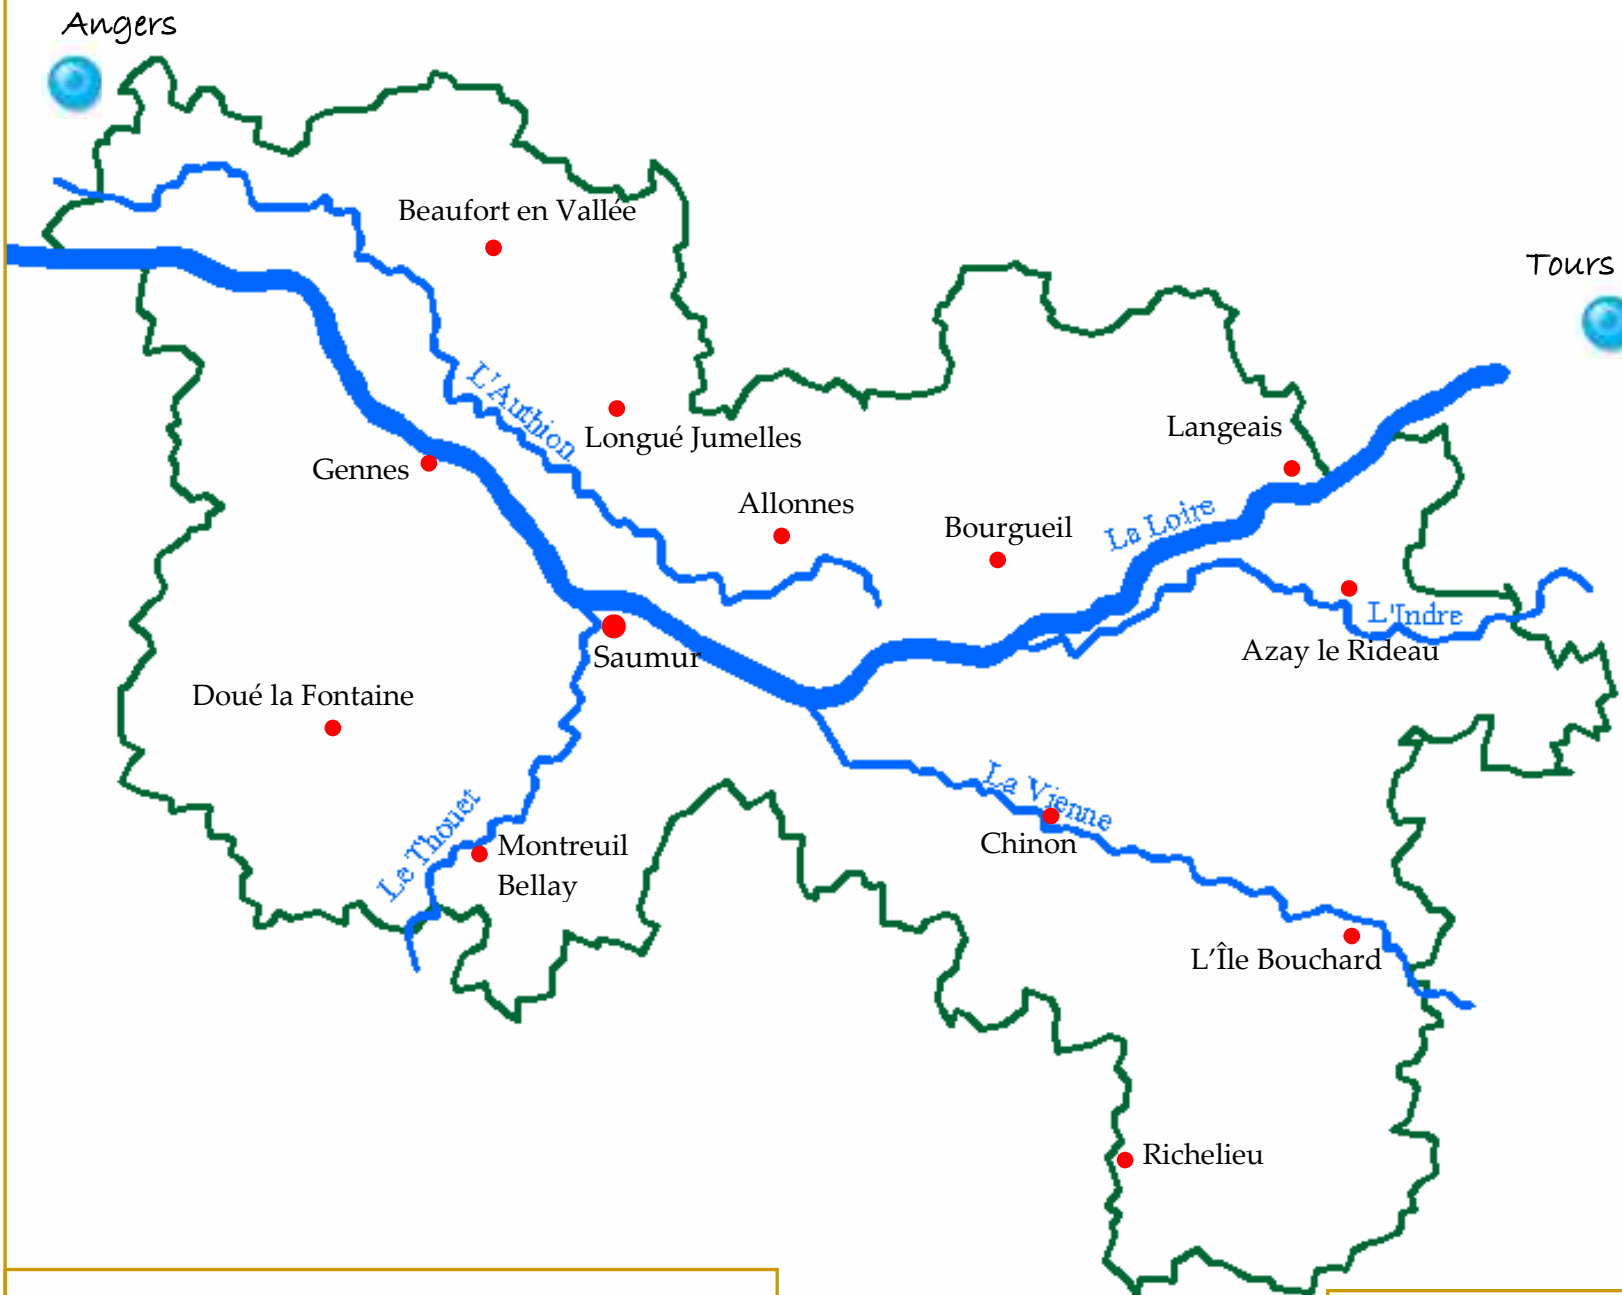 Angers
Beaufort en Vallée
Tours
L'Authion
Longué Jumelles
Langeais
Gennes
Allonnes
La Loire
Bourgueil
L'Indre
Saumur
Azay le Rideau
Doué la Fontaine
La Vienne
Le Thouet
Chinon
Montreuil
Bellay
L’Île Bouchard
Richelieu